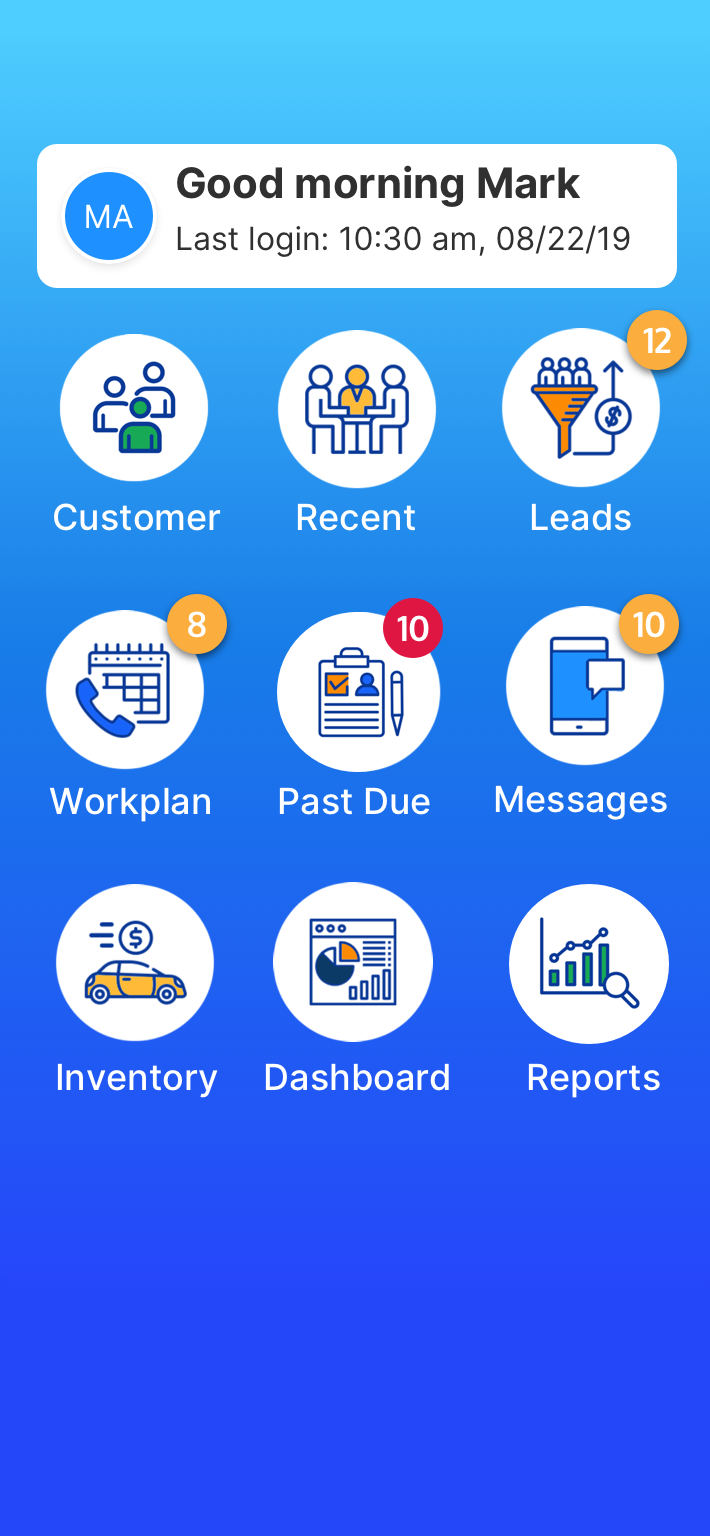 MA
Good morning Mark
Last login: 10:30 am, 08/22/19
12
Customer
Recent
Leads
8
10
10
Workplan
Past Due
Messages
Inventory
Dashboard
Reports